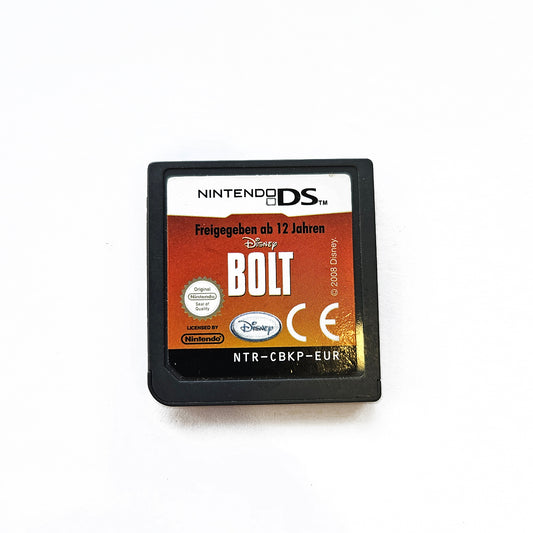 NINTENDO DS™
Freigegeben ab 12 Jahren
Disney
BOLT
© 2008 Disney.
Original
Nintendo
Seal of
Quality
LICENSED BY
Nintendo
Disney
CE
NTR-CBKP-EUR